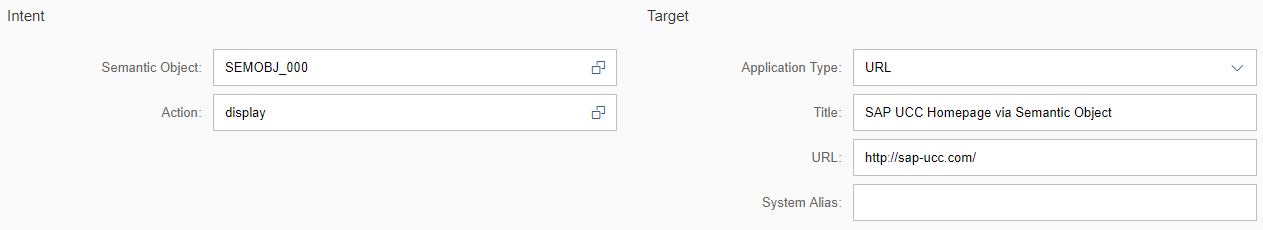 Intent
Semantic Object: SEMOBJ_000
Action: display
Target
Application Type: URL
Title: SAP UCC Homepage via Semantic Object
URL: http://sap-ucc.com/
System Alias: